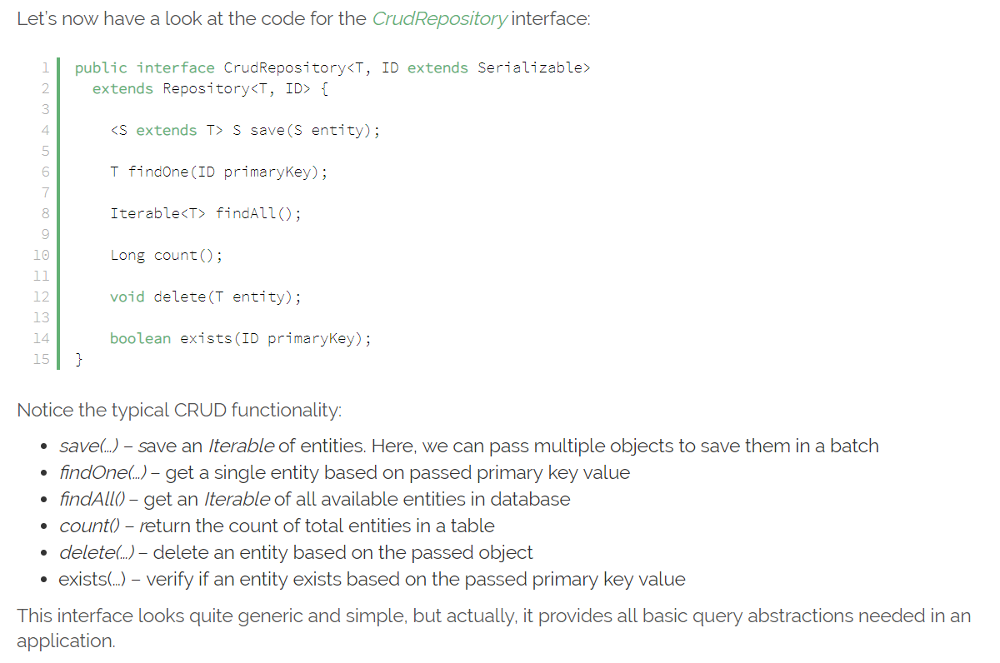 Let's now have a look at the code for the CrudRepository interface:
1 public interface CrudRepository<T, ID extends Serializable>
2 extends Repository<T, ID> {
3
4 <S extends T> S save(S entity);
5
6 T findOne(ID primaryKey);
7
8 Iterable<T> findAll();
9
10 Long count();
11
12 void delete(T entity);
13
14 boolean exists(ID primaryKey);
15 }
Notice the typical CRUD functionality:
• save(…) – save an Iterable of entities. Here, we can pass multiple objects to save them in a batch
• findOne(…) – get a single entity based on passed primary key value
• findAll() – get an Iterable of all available entities in database
• count() – return the count of total entities in a table
• delete(…) – delete an entity based on the passed object
• exists(…) – verify if an entity exists based on the passed primary key value
This interface looks quite generic and simple, but actually, it provides all basic query abstractions needed in an
application.